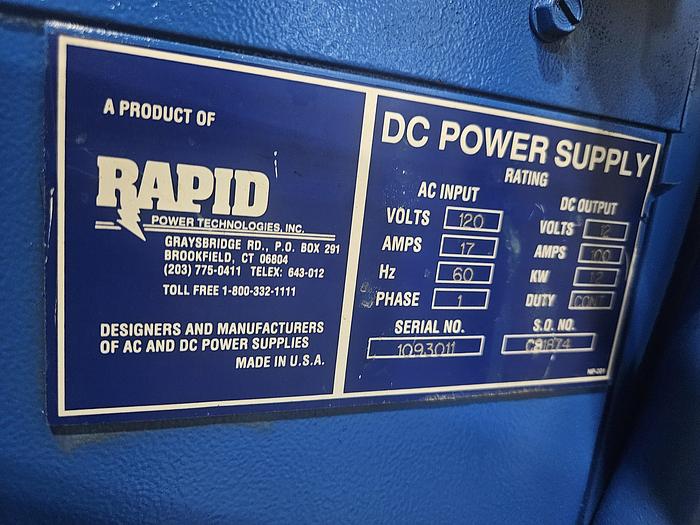 A PRODUCT OF
RAPID
POWER TECHNOLOGIES, INC.
GRAYSBRIDGE RD., P.O. BOX 291
BROOKFIELD, CT 06804
(203) 775-0411 TELEX: 643-012
TOLL FREE 1-800-332-1111
DESIGNERS AND MANUFACTURERS
OF AC AND DC POWER SUPPLIES
MADE IN U.S.A.
DC POWER SUPPLY
RATING
AC INPUT
VOLTS 120
AMPS 17
Hz 60
PHASE 1
SERIAL NO.
1093011
DC OUTPUT
VOLTS 12
AMPS 100
KW 1.2
DUTY CONT
S.O. NO.
C81874
NP-001